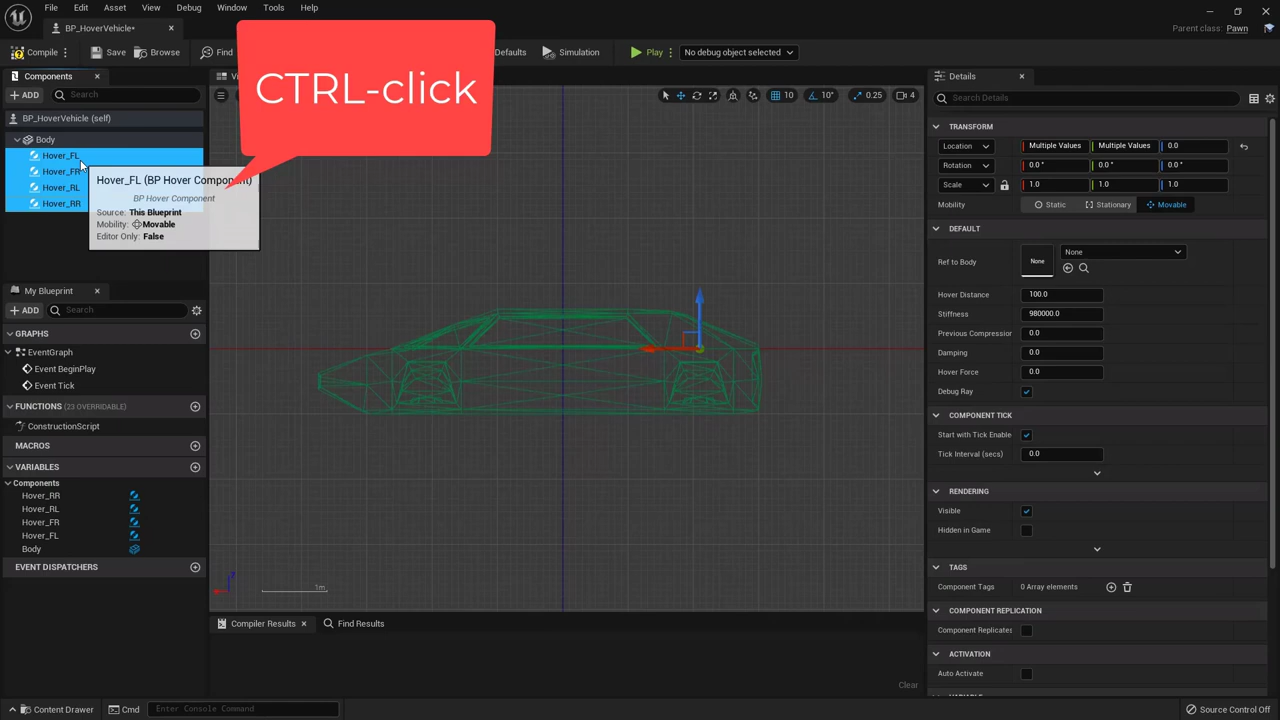 File Edit Asset View Debug Window Tools Help
BP_HoverVehicle*
Parent class: Pawn
Compile Save Browse Find Defaults Simulation Play No debug object selected
CTRL-click
Components
Details
ADD Search
10 10° 0.25 4
Search Details
BP_HoverVehicle (self)
Body
Hover_FL
Hover_FR
Hover_RL
Hover_RR
Hover_FL (BP Hover Component)
BP Hover Component
Source: This Blueprint
Mobility: Movable
Editor Only: False
TRANSFORM
Location Multiple Values Multiple Values 0.0
Rotation 0.0 ° 0.0 ° 0.0 °
Scale 1.0 1.0 1.0
Mobility Static Stationary Movable
DEFAULT
Ref to Body None None
Hover Distance 100.0
Stiffness 980000.0
Previous Compression 0.0
Damping 0.0
Hover Force 0.0
Debug Ray
COMPONENT TICK
Start with Tick Enable
Tick Interval (secs) 0.0
RENDERING
Visible
Hidden in Game
TAGS
Component Tags 0 Array elements
COMPONENT REPLICATION
Component Replicates
ACTIVATION
Auto Activate
My Blueprint
ADD Search
GRAPHS
EventGraph
Event BeginPlay
Event Tick
FUNCTIONS (23 OVERRIDABLE)
ConstructionScript
MACROS
VARIABLES
Components
Hover_RR
Hover_RL
Hover_FR
Hover_FL
Body
EVENT DISPATCHERS
z
1m
Compiler Results Find Results
Clear
Content Drawer Cmd Enter Console Command Source Control Off